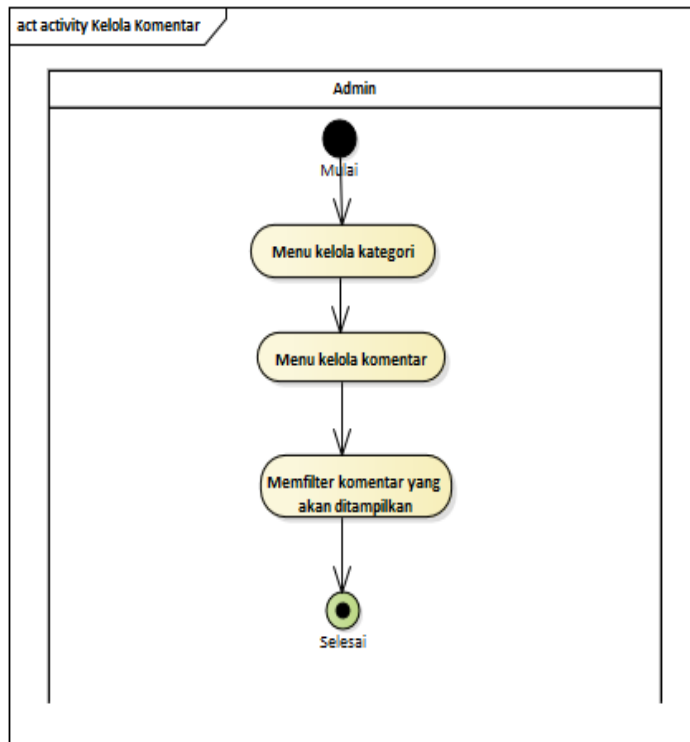 act activity Kelola Komentar
Admin
Mulai
Menu kelola kategori
Menu kelola komentar
Memfilter komentar yang
akan ditampilkan
Selesai